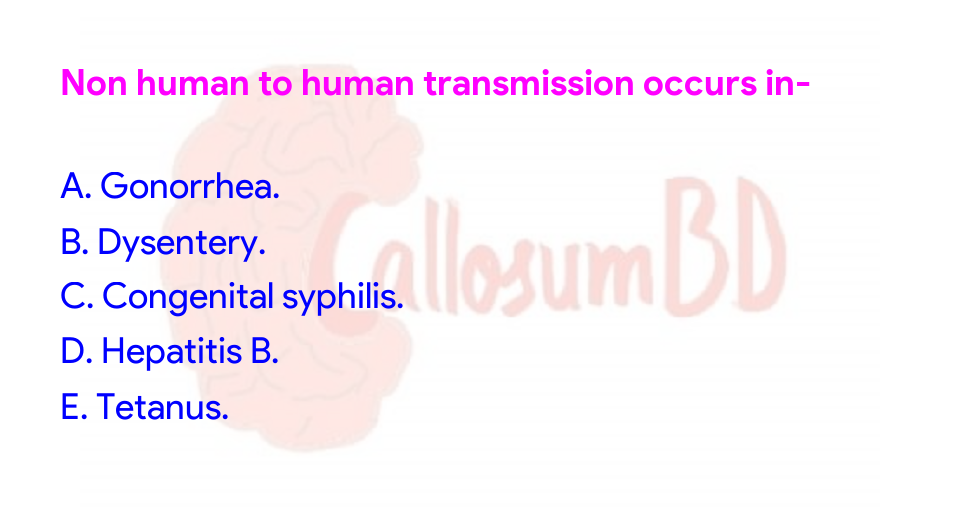 Non human to human transmission occurs in-
A. Gonorrhea.
B. Dysentery.
C. Congenital syphilis.
D. Hepatitis B.
E. Tetanus.
CallosumBD